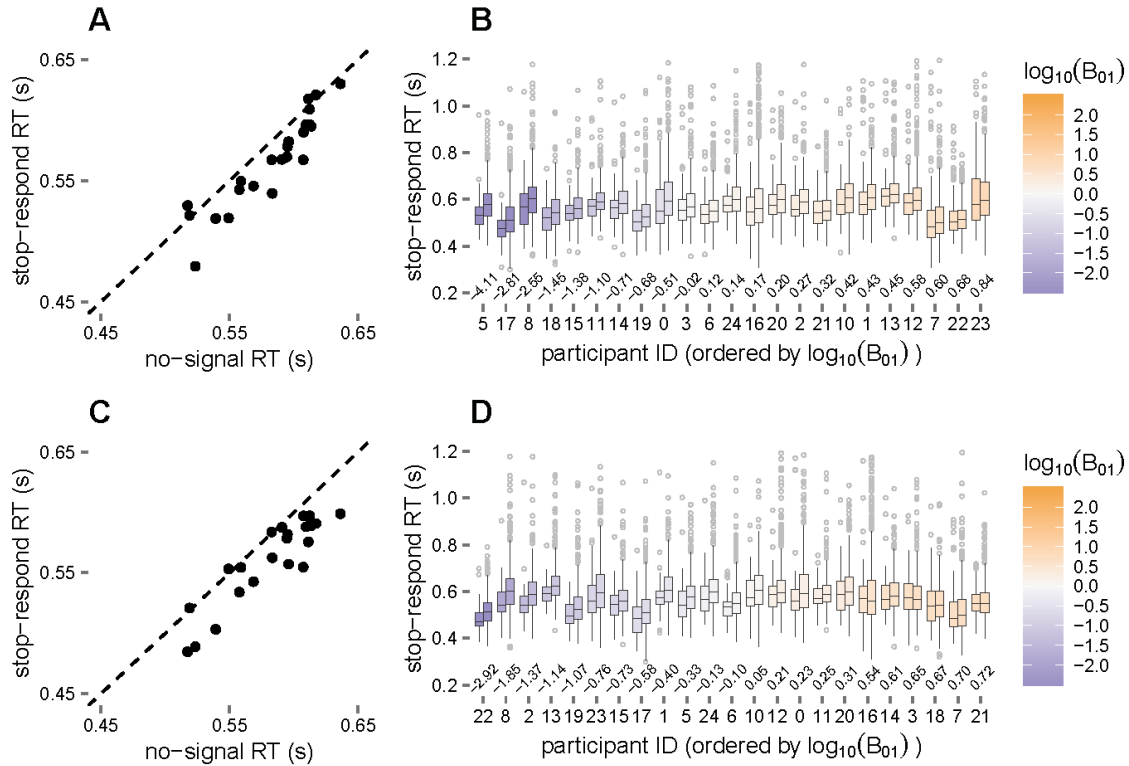 A
0.65
0.55
0.45
stop-respond RT (s)
0.45 0.55 0.65
no-signal RT (s)
B
1.2
1.0
0.8
0.6
0.4
0.2
stop-respond RT (s)
−4.11 −2.81 −2.55 −1.45 −1.38 −1.10 −0.71 −0.68 −0.51 −0.02 0.12 0.14 0.17 0.20 0.27 0.32 0.42 0.43 0.45 0.58 0.60 0.68 0.84
5 17 8 18 15 11 14 19 0 3 6 24 16 20 2 21 10 1 13 12 7 22 23
participant ID (ordered by log10(B01) )
log10(B01)
2.0
1.5
1.0
0.5
0.0
−0.5
−1.0
−1.5
−2.0
C
0.65
0.55
0.45
stop-respond RT (s)
0.45 0.55 0.65
no-signal RT (s)
D
1.2
1.0
0.8
0.6
0.4
0.2
stop-respond RT (s)
−2.92 −1.85 −1.37 −1.14 −1.07 −0.76 −0.73 −0.58 −0.40 −0.33 −0.13 −0.10 0.05 0.21 0.23 0.25 0.31 0.54 0.61 0.65 0.67 0.70 0.72
22 8 2 13 19 23 15 17 1 5 24 6 10 12 0 11 20 16 14 3 18 7 21
participant ID (ordered by log10(B01) )
log10(B01)
2.0
1.5
1.0
0.5
0.0
−0.5
−1.0
−1.5
−2.0